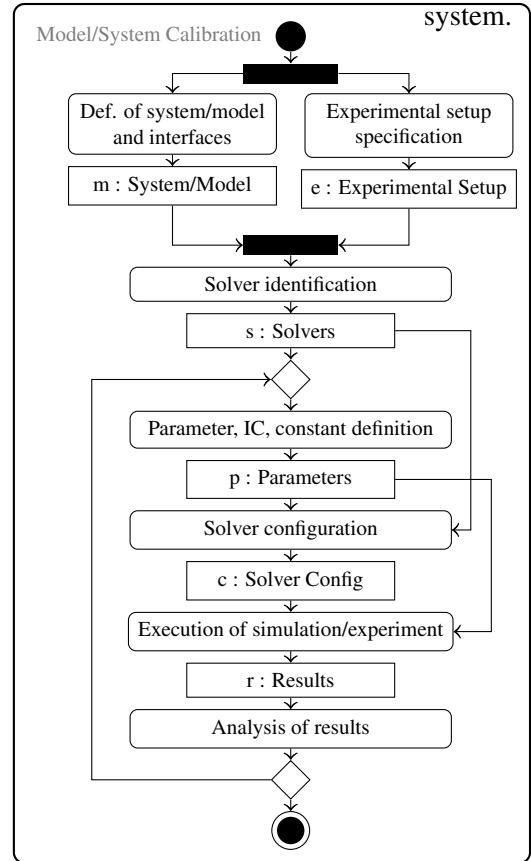 system.
Model/System Calibration
Def. of system/model
and interfaces
Experimental setup
specification
m : System/Model
e : Experimental Setup
Solver identification
s : Solvers
Parameter, IC, constant definition
p : Parameters
Solver configuration
c : Solver Config
Execution of simulation/experiment
r : Results
Analysis of results